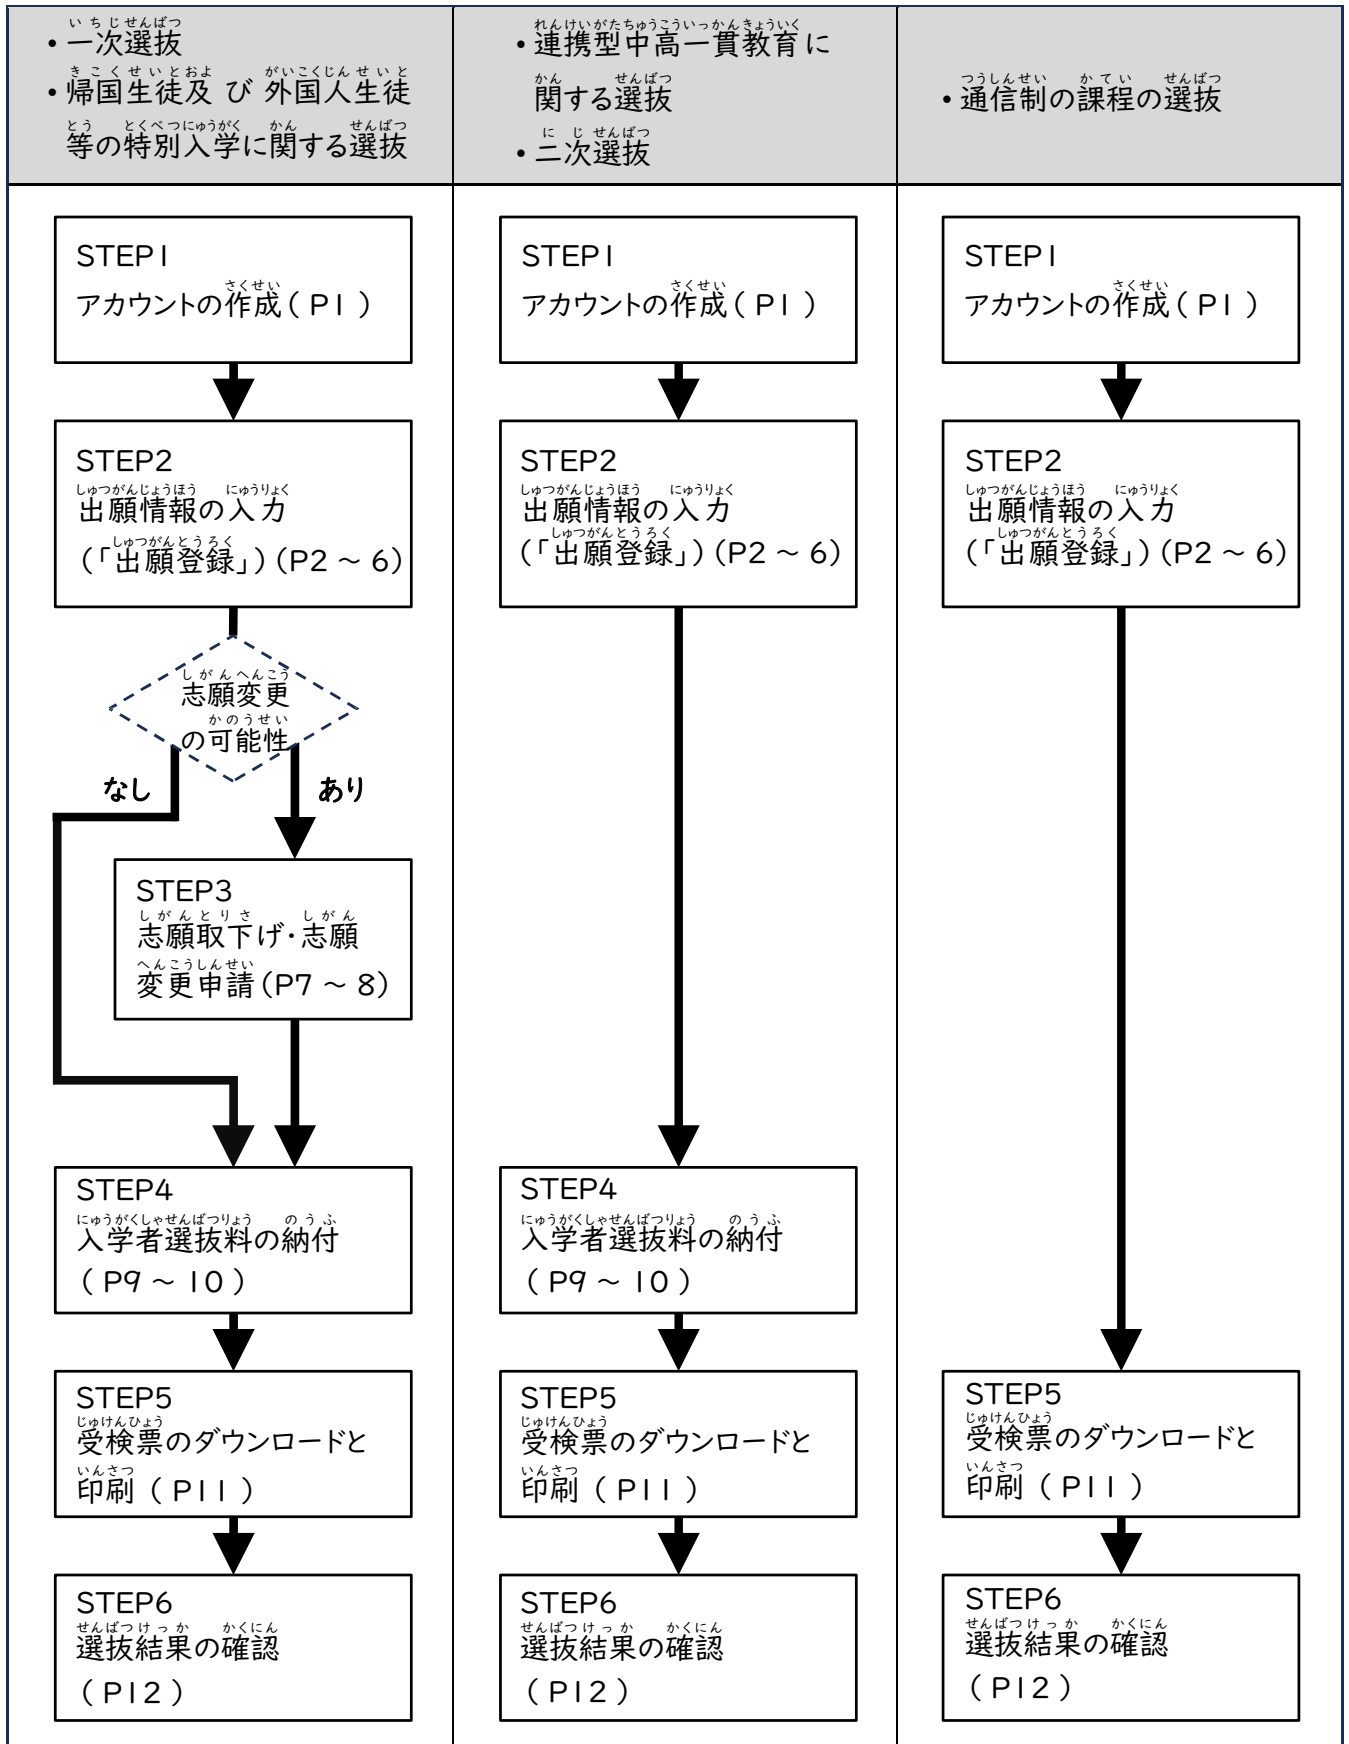 いちじせんばつ
・一次選抜
きこくせいとおよ がいこくじんせいと
・帰国生徒及 び 外国人生徒
とう とくべつにゅうがく かん せんばつ
等の特別入学に関する選抜
れんけいがたちゅうこういっかんきょういく
・連携型中高一貫教育に
かん せんばつ
関する選抜
にじせんばつ
・二次選抜
つうしんせい かてい せんばつ
・通信制の課程の選抜
STEP1
さくせい
アカウントの作成( P1 )
STEP2
しゅつがんじょうほう にゅうりょく
出願情報の入力
しゅつがんとうろく
(「出願登録」) (P2 ~ 6)
しがんへんこう
志願変更
かのうせい
の可能性
なし
あり
STEP3
しがんとりさ しがん
志願取下げ・志願
へんこうしんせい
変更申請(P7 ~ 8)
STEP4
にゅうがくしゃせんばつりょう のうふ
入学者選抜料の納付
( P9 ~ 10 )
STEP5
じゅけんひょう
受検票のダウンロードと
いんさつ
印刷 ( P11 )
STEP6
せんばつけっか かくにん
選抜結果の確認
( P12 )
STEP1
さくせい
アカウントの作成( P1 )
STEP2
しゅつがんじょうほう にゅうりょく
出願情報の入力
しゅつがんとうろく
(「出願登録」) (P2 ~ 6)
STEP4
にゅうがくしゃせんばつりょう のうふ
入学者選抜料の納付
( P9 ~ 10 )
STEP5
じゅけんひょう
受検票のダウンロードと
いんさつ
印刷 ( P11 )
STEP6
せんばつけっか かくにん
選抜結果の確認
( P12 )
STEP1
さくせい
アカウントの作成( P1 )
STEP2
しゅつがんじょうほう にゅうりょく
出願情報の入力
しゅつがんとうろく
(「出願登録」) (P2 ~ 6)
STEP5
じゅけんひょう
受検票のダウンロードと
いんさつ
印刷 ( P11 )
STEP6
せんばつけっか かくにん
選抜結果の確認
( P12 )